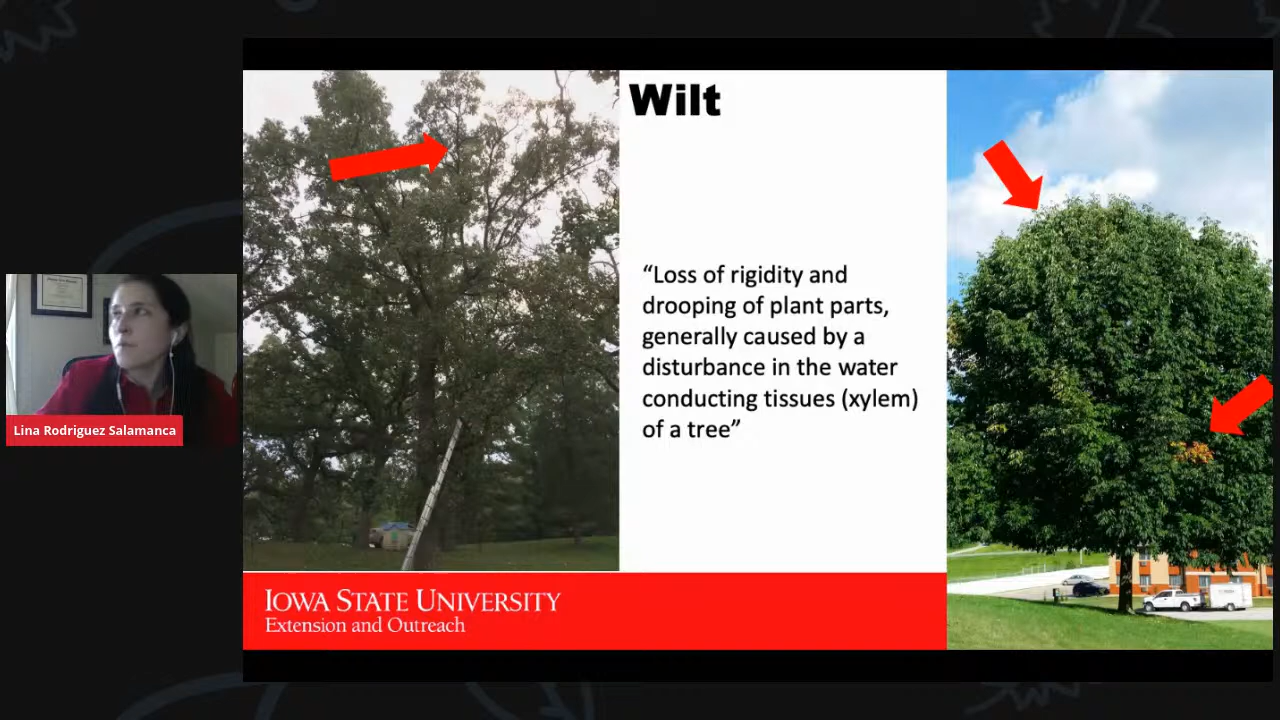 Wilt
“Loss of rigidity and
drooping of plant parts,
generally caused by a
disturbance in the water
conducting tissues (xylem)
of a tree”
Lina Rodriguez Salamanca
IOWA STATE UNIVERSITY
Extension and Outreach